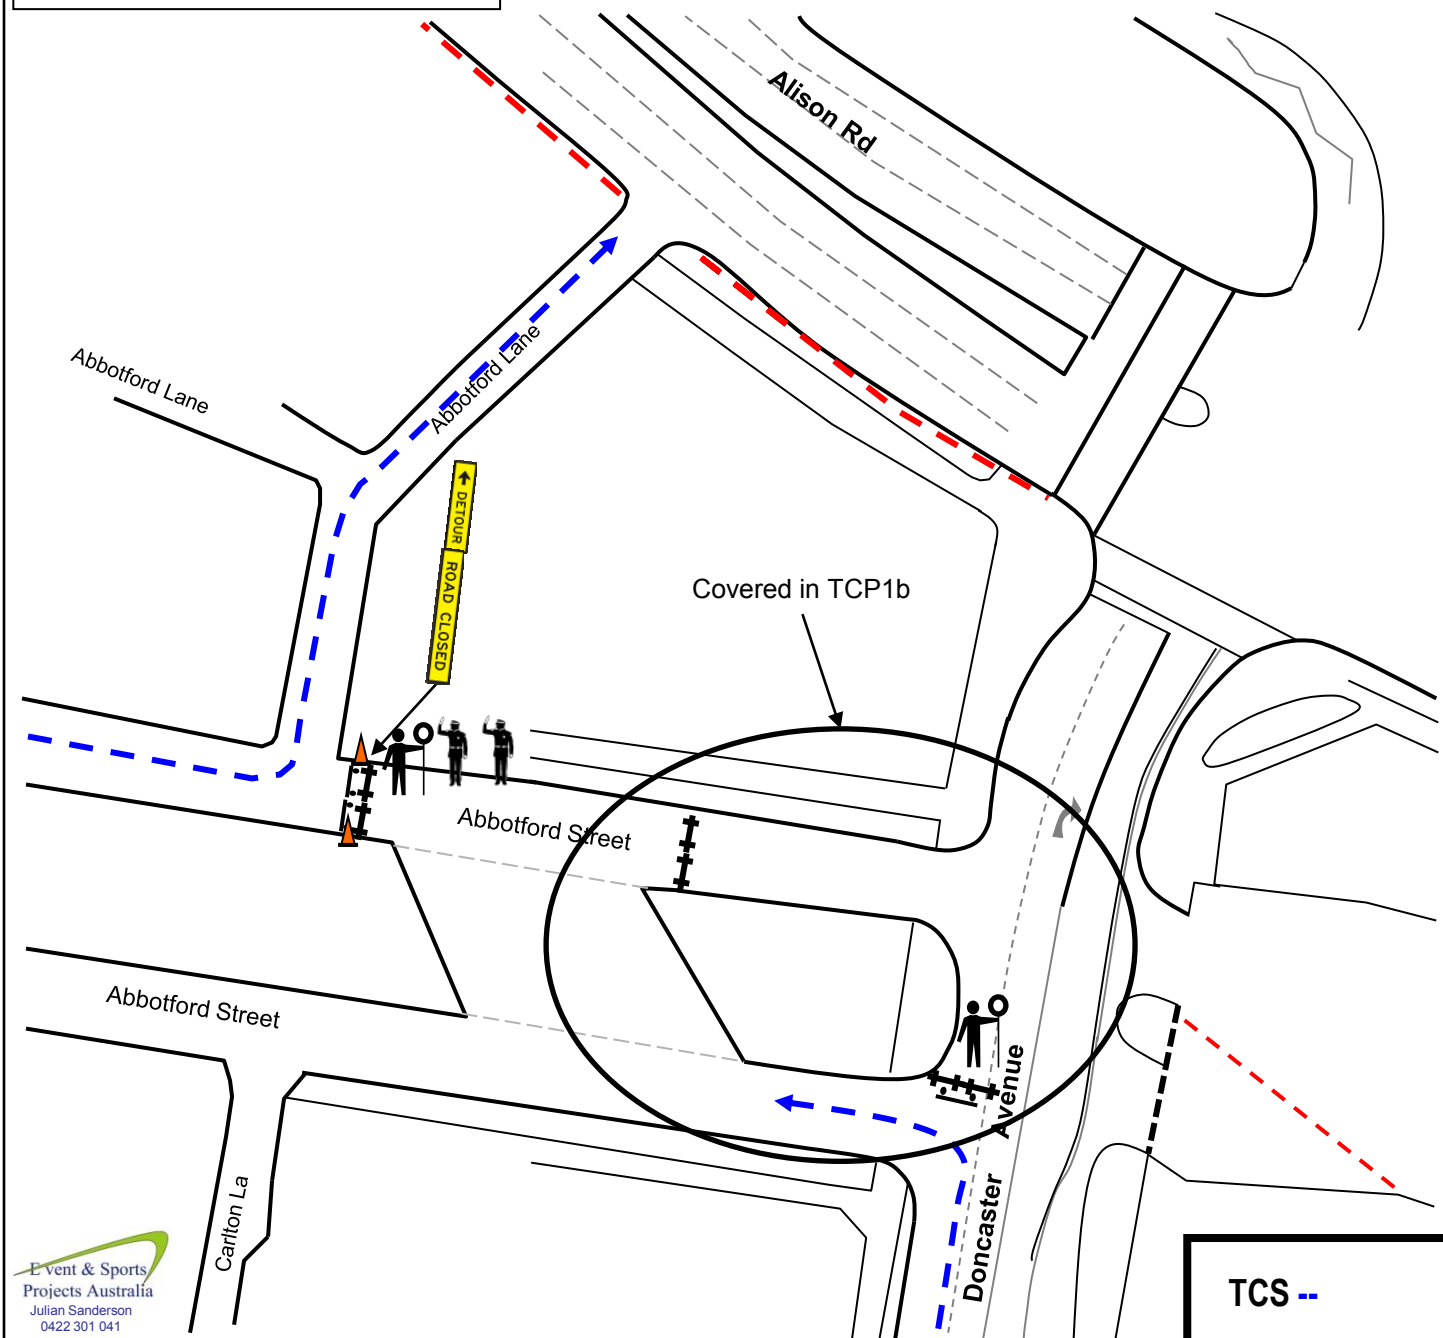 Alison Rd
Abbotford Lane
Abbotford Lane
DETOUR
ROAD CLOSED
Covered in TCP1b
Abbotford Street
Abbotford Street
Doncaster Avenue
Carlton La
Event & Sports
Projects Australia
Julian Sanderson
0422 301 041
TCS --